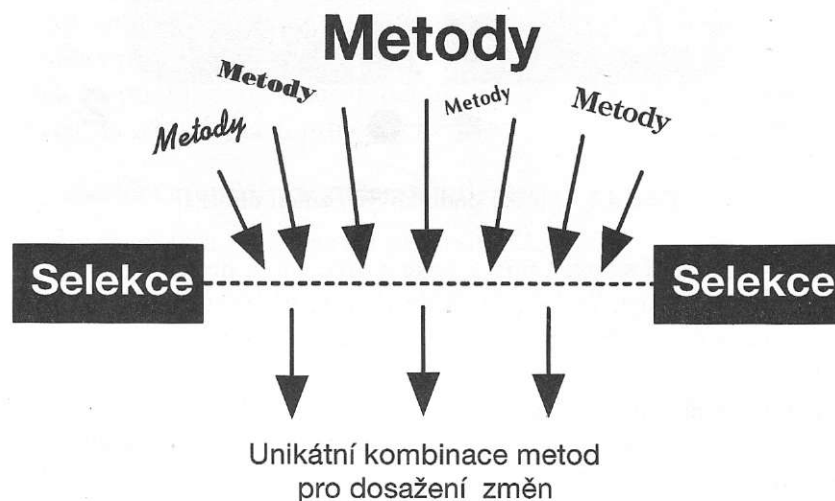 Metody
Metody
Metody
Metody
Metody
Selekce
Selekce
Unikátní kombinace metod
pro dosažení změn